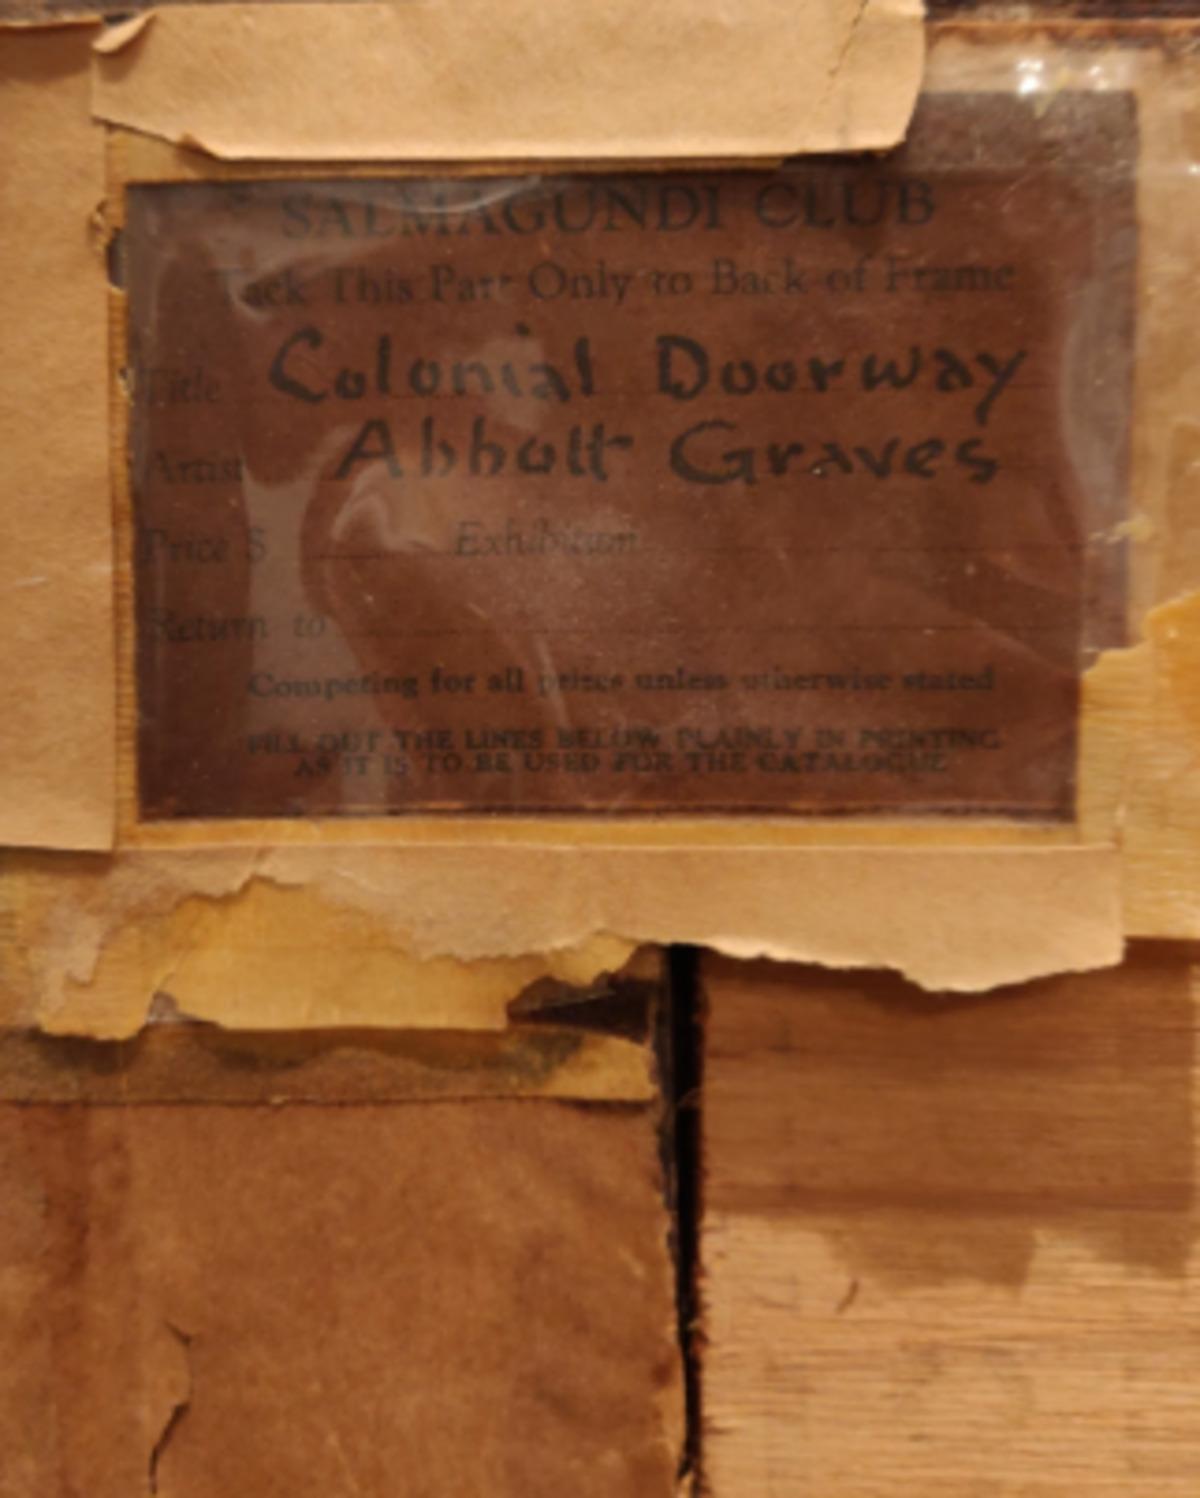 SALMAGUNDI CLUB
Tack This Part Only to Back of Frame
Title Colonial Doorway
Artist Abbott Graves
Price $ Exhibition
Return to
Competing for all prizes unless otherwise stated
FILL OUT THE LINES BELOW PLAINLY IN PRINTING
AS IT IS TO BE USED FOR THE CATALOGUE